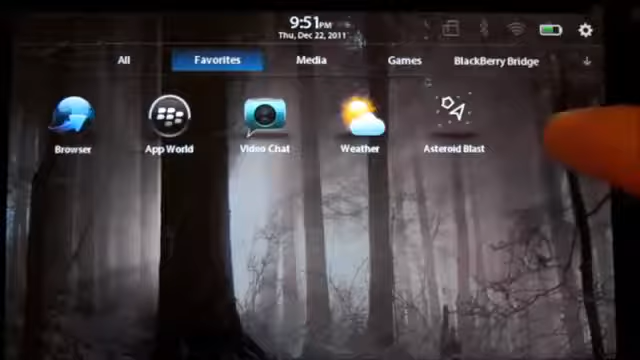 9:51PM
Thu, Dec 22, 2011
All Favorites Media Games BlackBerry Bridge
Browser App World Video Chat Weather Asteroid Blast